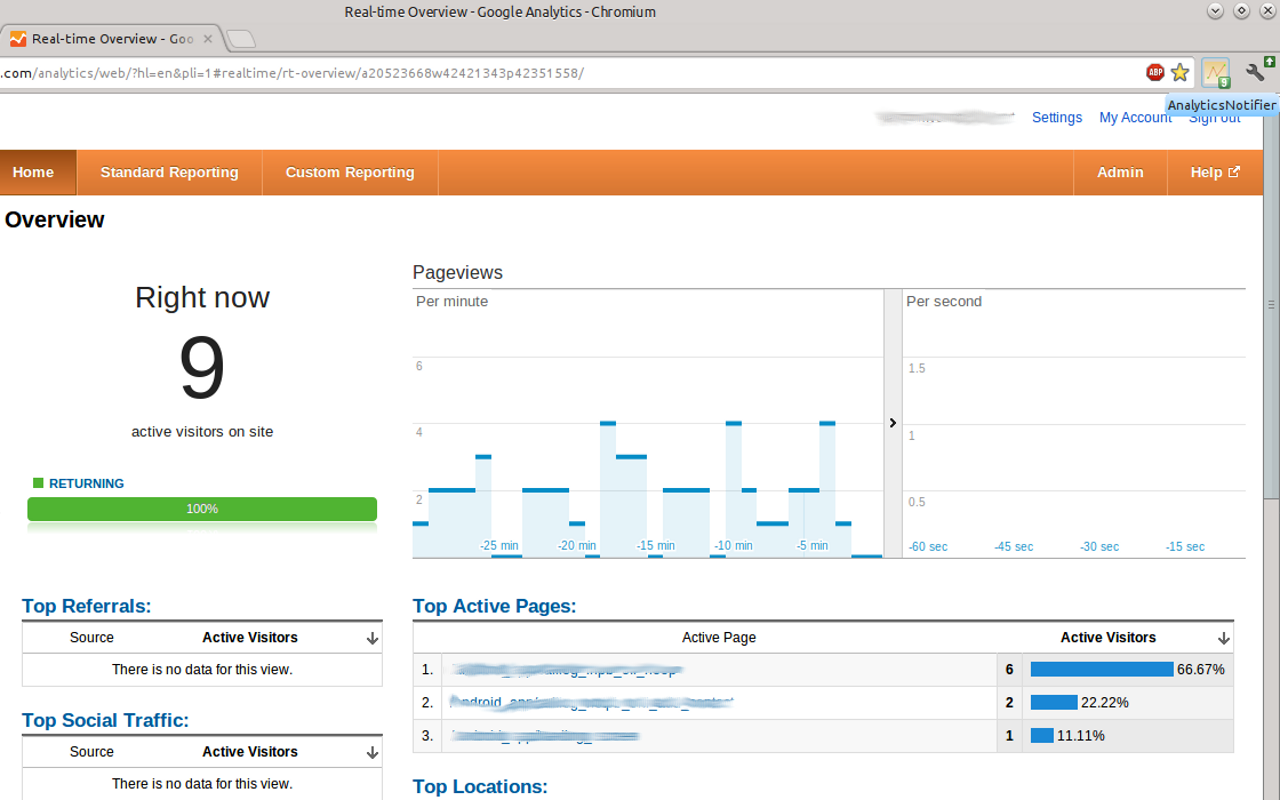 Real-time Overview - Google Analytics - Chromium
Real-time Overview - Goo
.com/analytics/web/?hl=en&pli=1#realtime/rt-overview/a20523668w42421343p42351558/
ABP
9
AnalyticsNotifier
Settings My Account Sign out
Home Standard Reporting Custom Reporting Admin Help
Overview
Right now
9
active visitors on site
RETURNING
100%
Pageviews
Per minute
6
4
2
-25 min -20 min -15 min -10 min -5 min
Per second
1.5
1
0.5
-60 sec -45 sec -30 sec -15 sec
Top Referrals:
Source Active Visitors
There is no data for this view.
Top Social Traffic:
Source Active Visitors
There is no data for this view.
Top Active Pages:
Active Page Active Visitors
1. 6 66.67%
2. 2 22.22%
3. 1 11.11%
Top Locations: